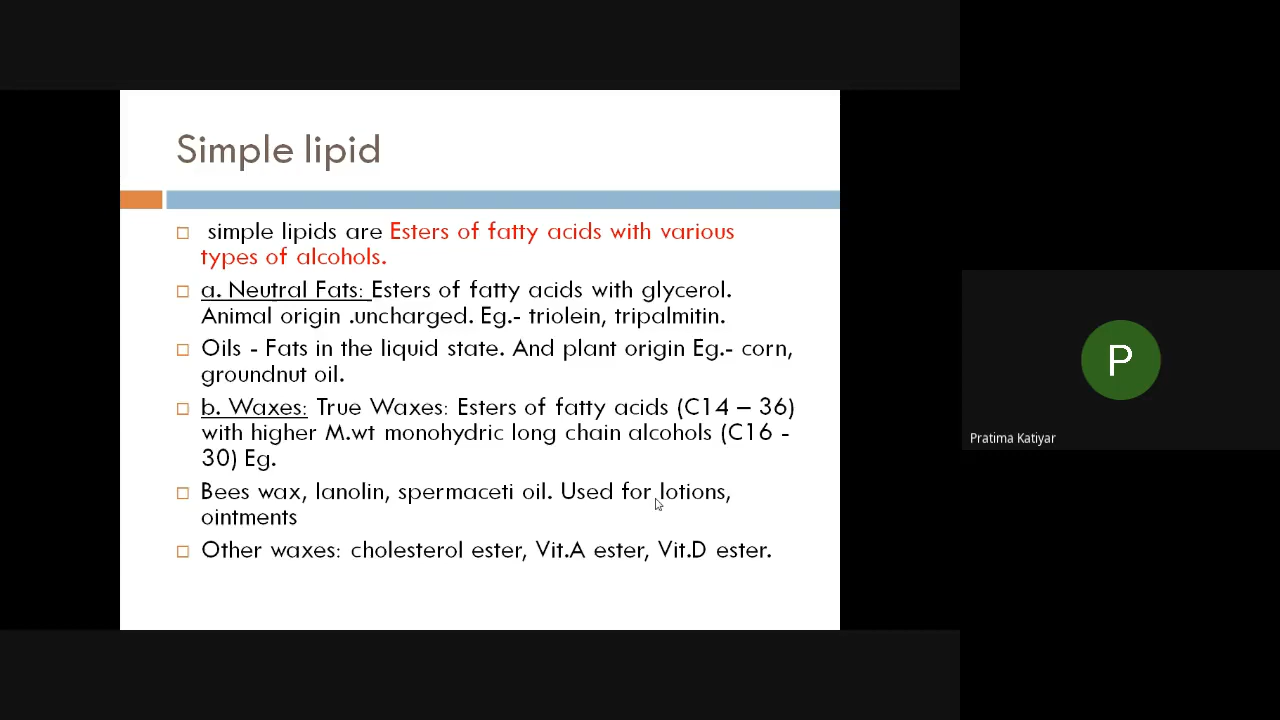 Simple lipid
simple lipids are Esters of fatty acids with various
types of alcohols.
a. Neutral Fats: Esters of fatty acids with glycerol.
Animal origin .uncharged. Eg.- triolein, tripalmitin.
Oils - Fats in the liquid state. And plant origin Eg.- corn,
groundnut oil.
b. Waxes: True Waxes: Esters of fatty acids (C14 – 36)
with higher M.wt monohydric long chain alcohols (C16 -
30) Eg.
Bees wax, lanolin, spermaceti oil. Used for lotions,
ointments
Other waxes: cholesterol ester, Vit.A ester, Vit.D ester.
P
Pratima Katiyar